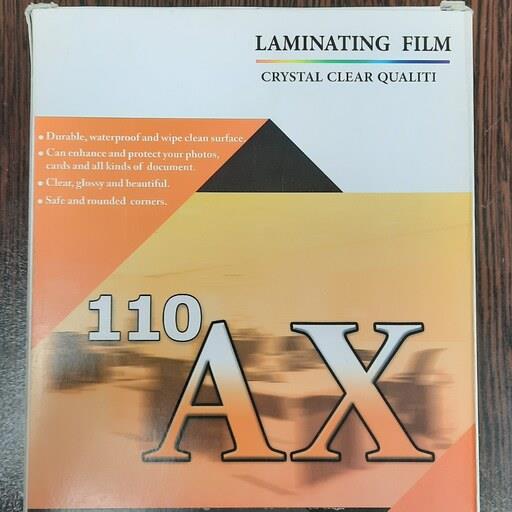 LAMINATING FILM
CRYSTAL CLEAR QUALITI
• Durable, waterproof and wipe clean surface.
• Can enhance and protect your photos,
cards and all kinds of document.
• Clear, glossy and beautiful.
• Safe and rounded corners.
110
AX